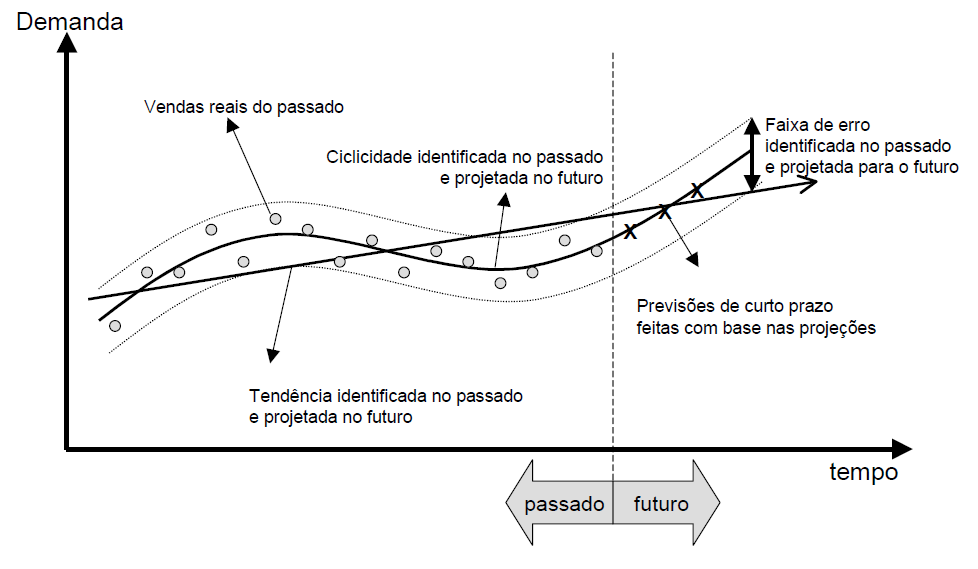 Demanda
Vendas reais do passado
Ciclicidade identificada no passado
e projetada no futuro
Faixa de erro
identificada no passado
e projetada para o futuro
X
X
X
Previsões de curto prazo
feitas com base nas projeções
Tendência identificada no passado
e projetada no futuro
tempo
passado
futuro